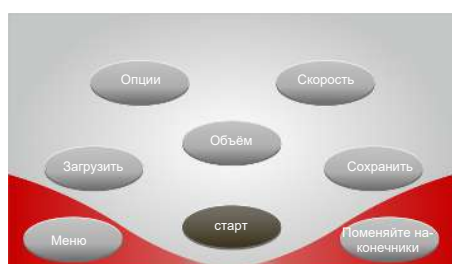 Опции
Скорость
Объём
Загрузить
Сохранить
старт
Меню
Поменяйте на-
конечники